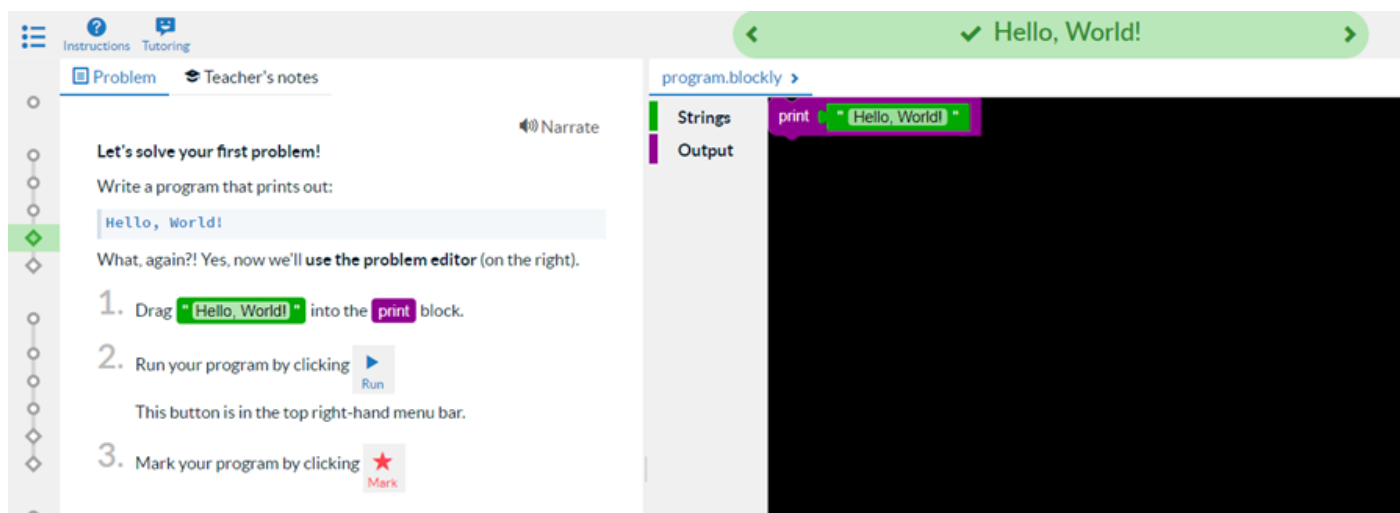 Instructions Tutoring
Hello, World!
Problem Teacher's notes
program.blockly
Narrate
Let's solve your first problem!
Write a program that prints out:
Hello, World!
What, again?! Yes, now we'll use the problem editor (on the right).
1. Drag " Hello, World! " into the print block.
2. Run your program by clicking
Run
This button is in the top right-hand menu bar.
3. Mark your program by clicking
Mark
Strings
Output
print " Hello, World! "